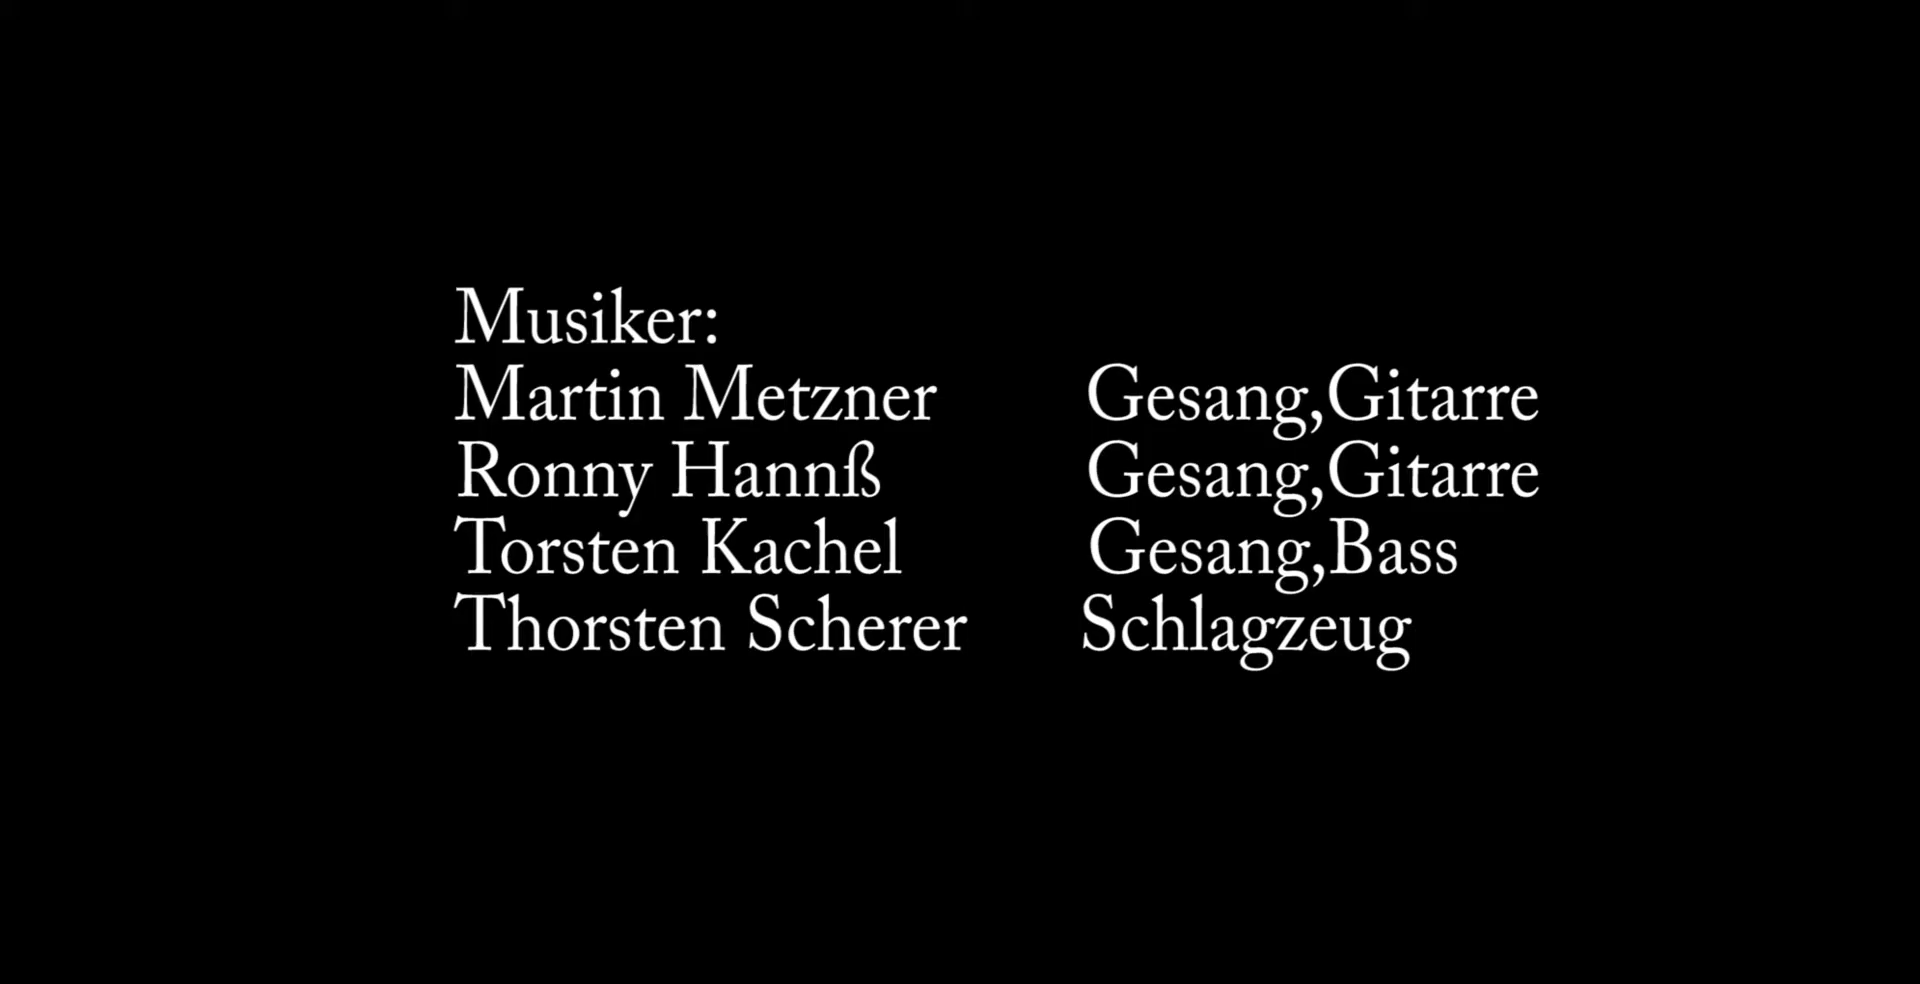 Musiker:
Martin Metzner Gesang,Gitarre
Ronny Hannß Gesang,Gitarre
Torsten Kachel Gesang,Bass
Thorsten Scherer Schlagzeug